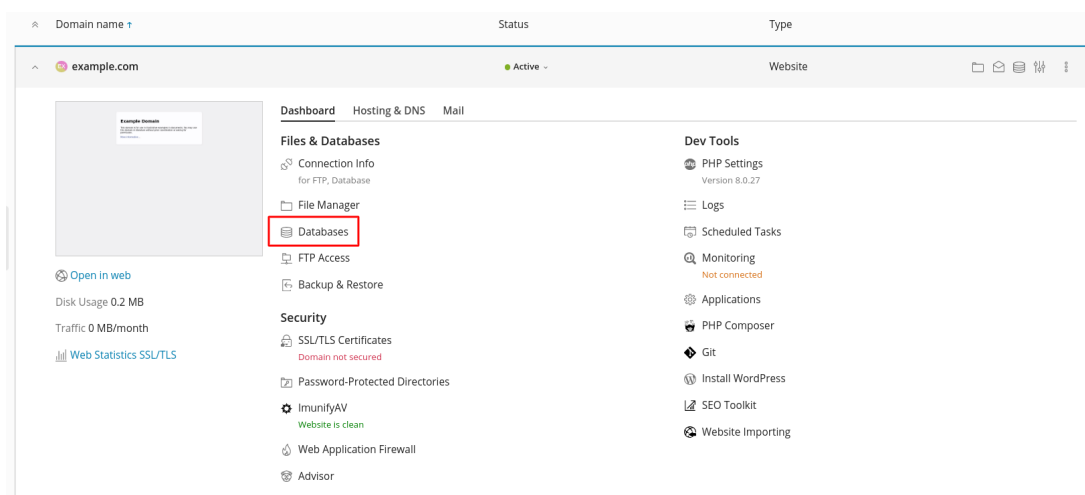 Domain name ↑ Status Type
example.com Active Website
Dashboard Hosting & DNS Mail
Example Domain
Open in web
Disk Usage 0.2 MB
Traffic 0 MB/month
Web Statistics SSL/TLS
Files & Databases
Connection Info
for FTP, Database
File Manager
Databases
FTP Access
Backup & Restore
Security
SSL/TLS Certificates
Domain not secured
Password-Protected Directories
ImunifyAV
Website is clean
Web Application Firewall
Advisor
Dev Tools
php PHP Settings
Version 8.0.27
Logs
Scheduled Tasks
Monitoring
Not connected
Applications
PHP Composer
Git
Install WordPress
SEO Toolkit
Website Importing